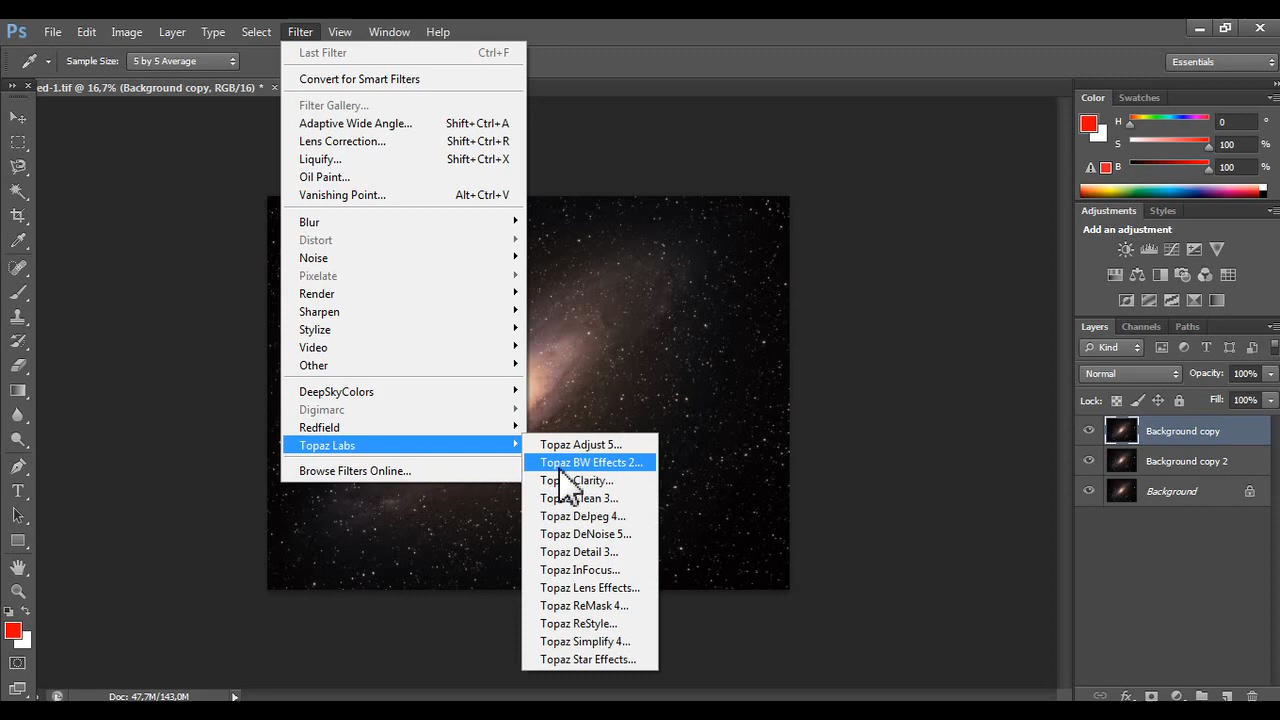 Ps File Edit Image Layer Type Select Filter View Window Help
Sample Size: 5 by 5 Average
Essentials
ed-1.tif @ 16,7% (Background copy, RGB/16) *
Last Filter Ctrl+F
Convert for Smart Filters
Filter Gallery...
Adaptive Wide Angle... Shift+Ctrl+A
Lens Correction... Shift+Ctrl+R
Liquify... Shift+Ctrl+X
Oil Paint...
Vanishing Point... Alt+Ctrl+V
Blur
Distort
Noise
Pixelate
Render
Sharpen
Stylize
Video
Other
DeepSkyColors
Digimarc
Redfield
Topaz Labs
Browse Filters Online...
Topaz Adjust 5...
Topaz BW Effects 2...
Clarity...
Topaz DeJpeg 4...
Topaz DeNoise 5...
Topaz Detail 3...
Topaz InFocus...
Topaz Lens Effects...
Topaz ReMask 4...
Topaz ReStyle...
Topaz Simplify 4...
Topaz Star Effects...
Color Swatches
H 0 °
S 100 %
B 100 %
Adjustments Styles
Add an adjustment
Layers Channels Paths
Kind
Normal Opacity: 100%
Lock: Fill: 100%
Background copy
Background copy 2
Background
Doc: 47,7M/143,0M